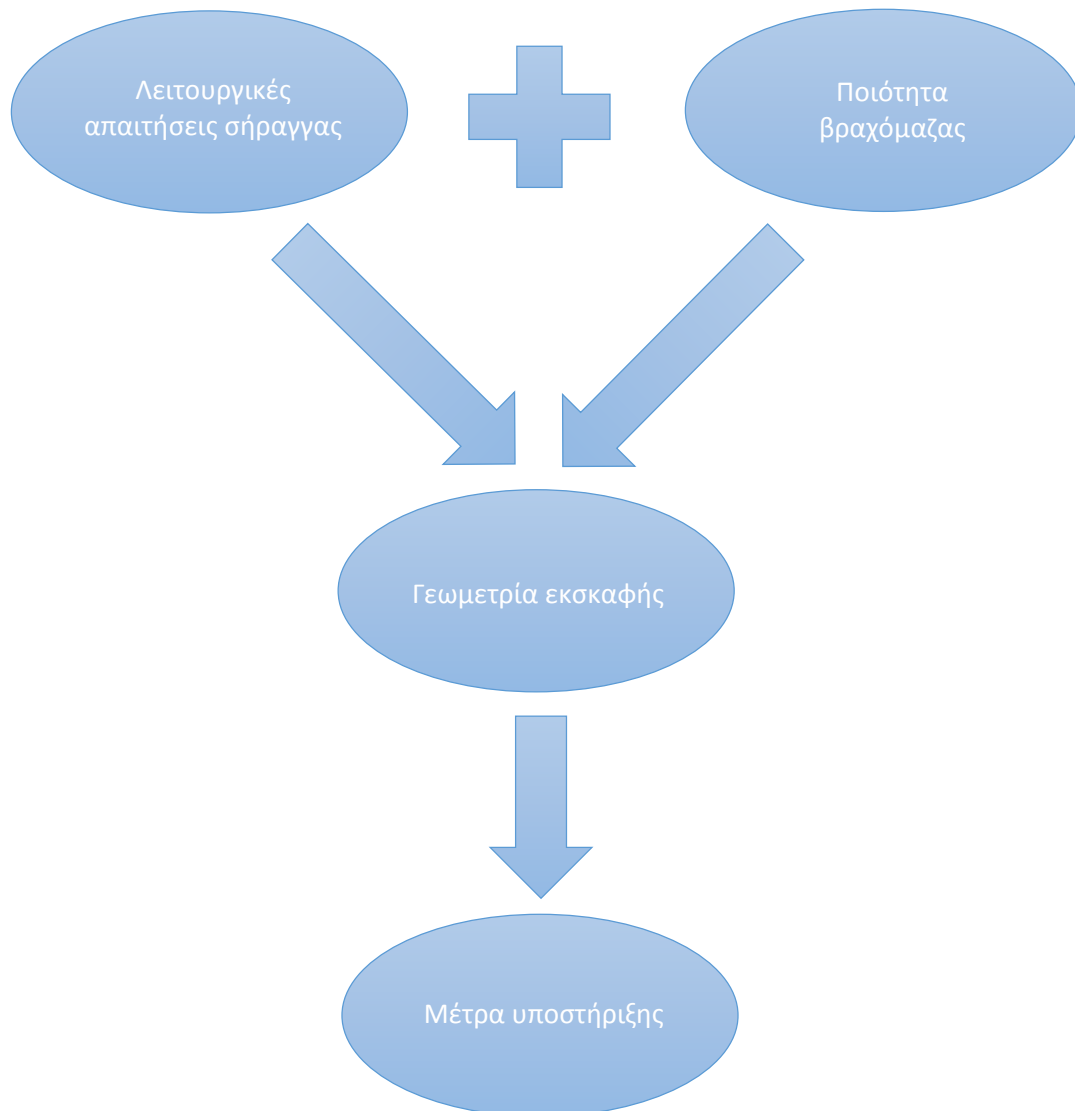 Λειτουργικές
απαιτήσεις σήραγγας
Ποιότητα
βραχόμαζας
Γεωμετρία εκσκαφής
Μέτρα υποστήριξης